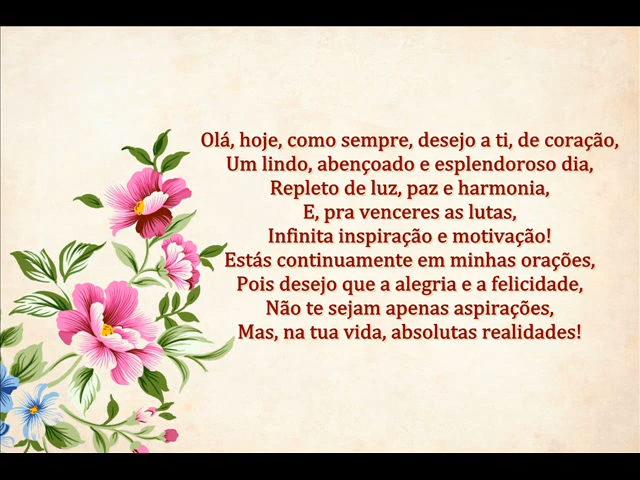 Olá, hoje, como sempre, desejo a ti, de coração,
Um lindo, abençoado e esplendoroso dia,
Repleto de luz, paz e harmonia,
E, pra venceres as lutas,
Infinita inspiração e motivação!
Estás continuamente em minhas orações,
Pois desejo que a alegria e a felicidade,
Não te sejam apenas aspirações,
Mas, na tua vida, absolutas realidades!